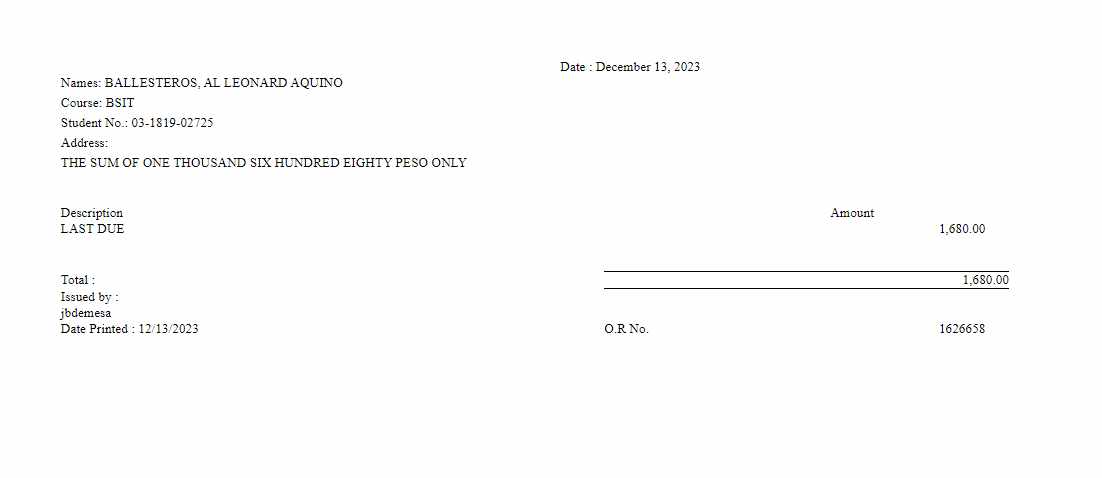 Date : December 13, 2023
Names: BALLESTEROS, AL LEONARD AQUINO
Course: BSIT
Student No.: 03-1819-02725
Address:
THE SUM OF ONE THOUSAND SIX HUNDRED EIGHTY PESO ONLY
Description Amount
LAST DUE 1,680.00
Total : 1,680.00
Issued by :
jbdemesa
Date Printed : 12/13/2023 O.R No. 1626658